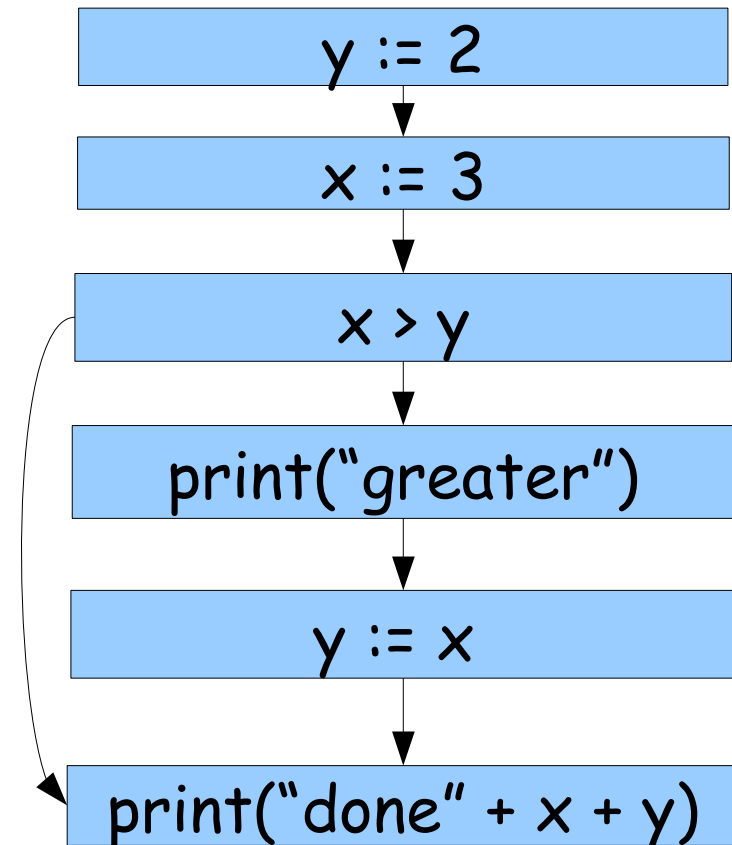 y := 2
x := 3
x > y
print(“greater”)
y := x
print(“done” + x + y)